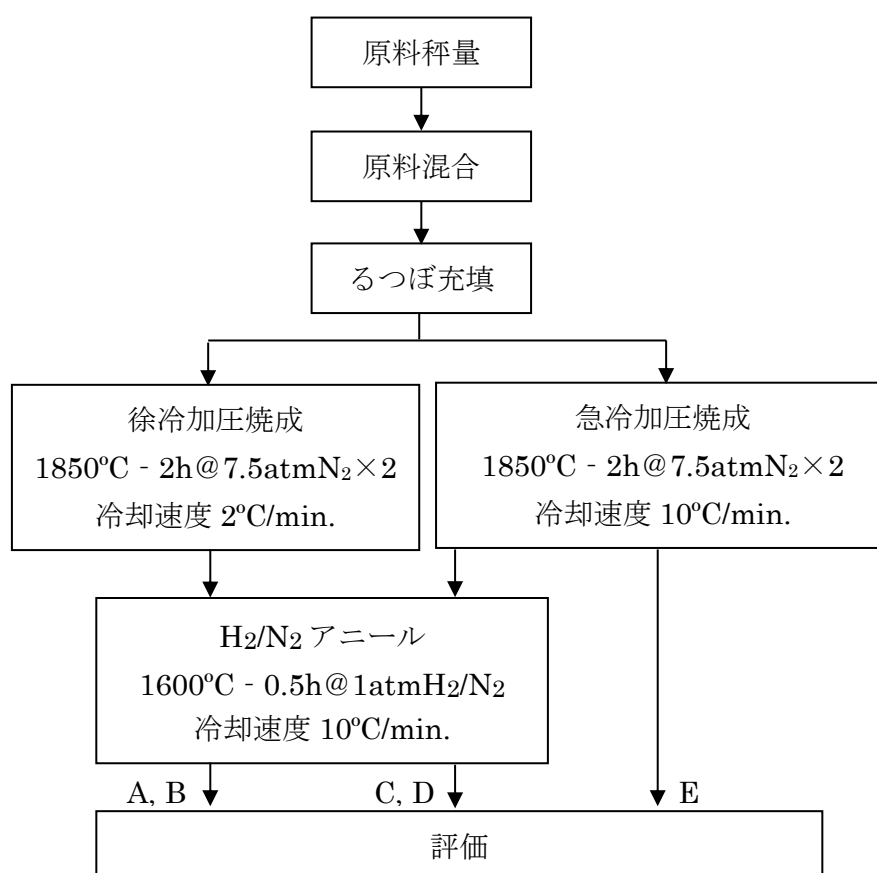 原料秤量
原料混合
るつぼ充填
徐冷加圧焼成
1850ºC - 2h@7.5atmN₂×2
冷却速度 2ºC/min.
急冷加圧焼成
1850ºC - 2h@7.5atmN₂×2
冷却速度 10ºC/min.
H₂/N₂ アニール
1600ºC - 0.5h@1atmH₂/N₂
冷却速度 10ºC/min.
A, B
C, D
E
評価